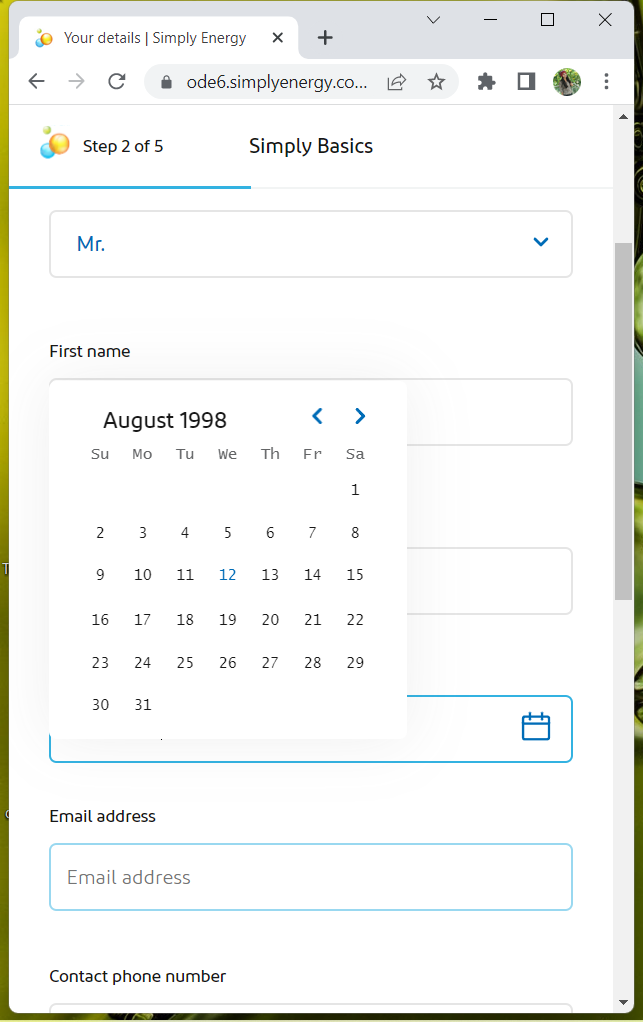 Your details | Simply Energy
ode6.simplyenergy.co...
Step 2 of 5 Simply Basics
Mr.
First name
August 1998
Su Mo Tu We Th Fr Sa
1
2 3 4 5 6 7 8
9 10 11 12 13 14 15
16 17 18 19 20 21 22
23 24 25 26 27 28 29
30 31
Email address
Email address
Contact phone number